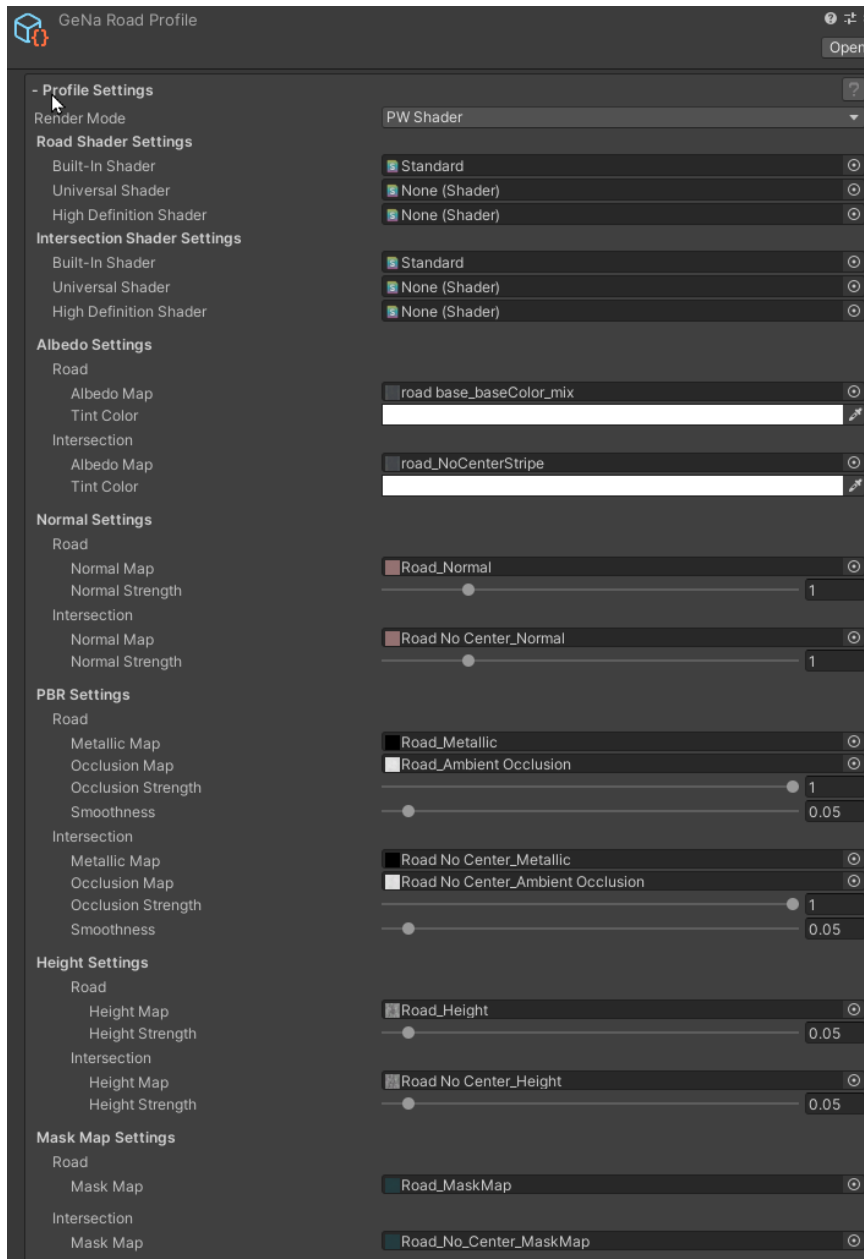 GeNa Road Profile
Open
- Profile Settings
Render Mode PW Shader
Road Shader Settings
Built-In Shader Standard
Universal Shader None (Shader)
High Definition Shader None (Shader)
Intersection Shader Settings
Built-In Shader Standard
Universal Shader None (Shader)
High Definition Shader None (Shader)
Albedo Settings
Road
Albedo Map road base_baseColor_mix
Tint Color
Intersection
Albedo Map road_NoCenterStripe
Tint Color
Normal Settings
Road
Normal Map Road_Normal
Normal Strength 1
Intersection
Normal Map Road No Center_Normal
Normal Strength 1
PBR Settings
Road
Metallic Map Road_Metallic
Occlusion Map Road_Ambient Occlusion
Occlusion Strength 1
Smoothness 0.05
Intersection
Metallic Map Road No Center_Metallic
Occlusion Map Road No Center_Ambient Occlusion
Occlusion Strength 1
Smoothness 0.05
Height Settings
Road
Height Map Road_Height
Height Strength 0.05
Intersection
Height Map Road No Center_Height
Height Strength 0.05
Mask Map Settings
Road
Mask Map Road_MaskMap
Intersection
Mask Map Road_No_Center_MaskMap